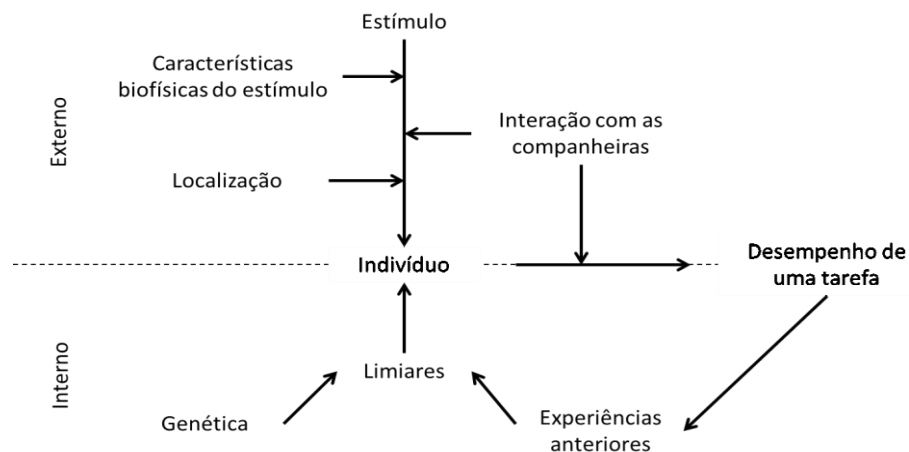 Estímulo
Características
biofísicas do estímulo
Externo
Interação com as
companheiras
Localização
Indivíduo
Desempenho de
uma tarefa
Interno
Limiares
Genética
Experiências
anteriores